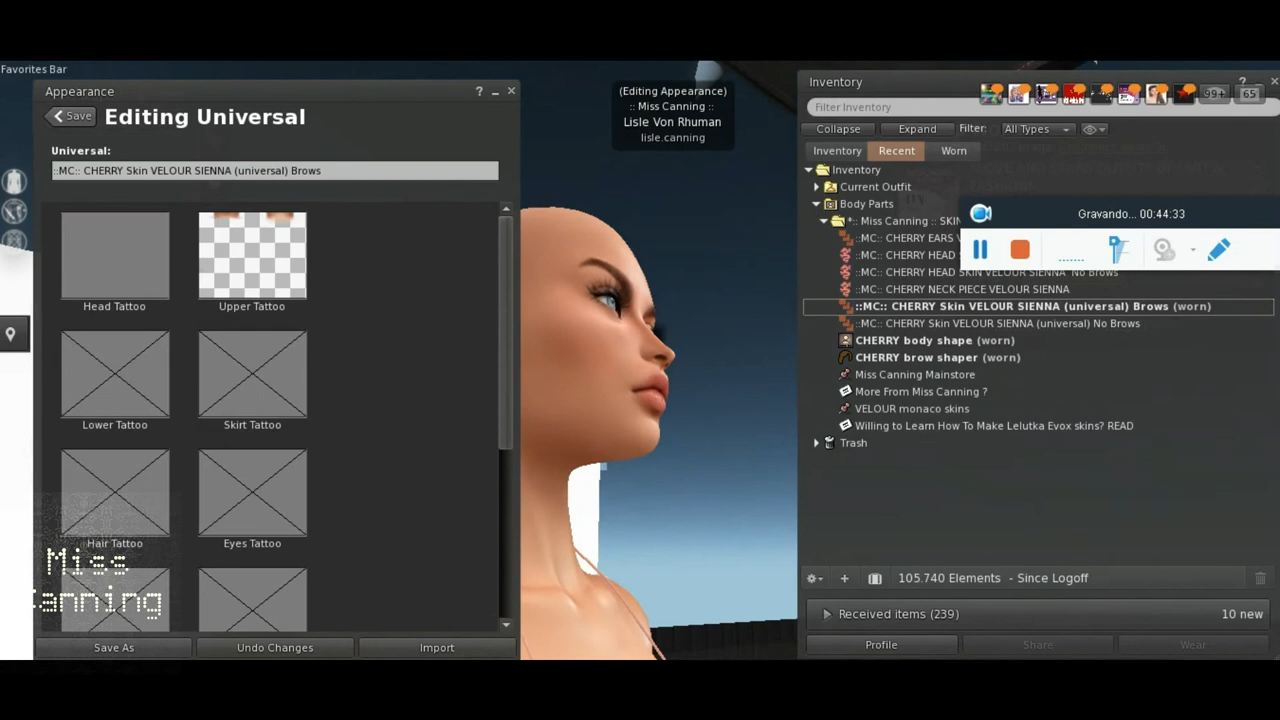 Favorites Bar
Appearance
?
Save
Editing Universal
Universal:
::MC:: CHERRY Skin VELOUR SIENNA (universal) Brows
Head Tattoo
Upper Tattoo
Lower Tattoo
Skirt Tattoo
Hair Tattoo
Eyes Tattoo
Miss
Canning
Save As
Undo Changes
Import
(Editing Appearance)
:: Miss Canning ::
Lisle Von Rhuman
lisle.canning
Inventory
?
99+
65
Filter Inventory
Collapse
Expand
Filter:
All Types
Inventory
Recent
Worn
Inventory
Current Outfit
Body Parts
*:: Miss Canning :: SKIN
::MC:: CHERRY EARS V
::MC:: CHERRY HEAD
::MC:: CHERRY HEAD SKIN VELOUR SIENNA No Brows
::MC:: CHERRY NECK PIECE VELOUR SIENNA
::MC:: CHERRY Skin VELOUR SIENNA (universal) Brows (worn)
::MC:: CHERRY Skin VELOUR SIENNA (universal) No Brows
CHERRY body shape (worn)
CHERRY brow shaper (worn)
Miss Canning Mainstore
More From Miss Canning ?
VELOUR monaco skins
Willing to Learn How To Make Lelutka Evox skins? READ
Trash
Gravando... 00:44:33
105.740 Elements - Since Logoff
Received items (239)
10 new
Profile
Share
Wear